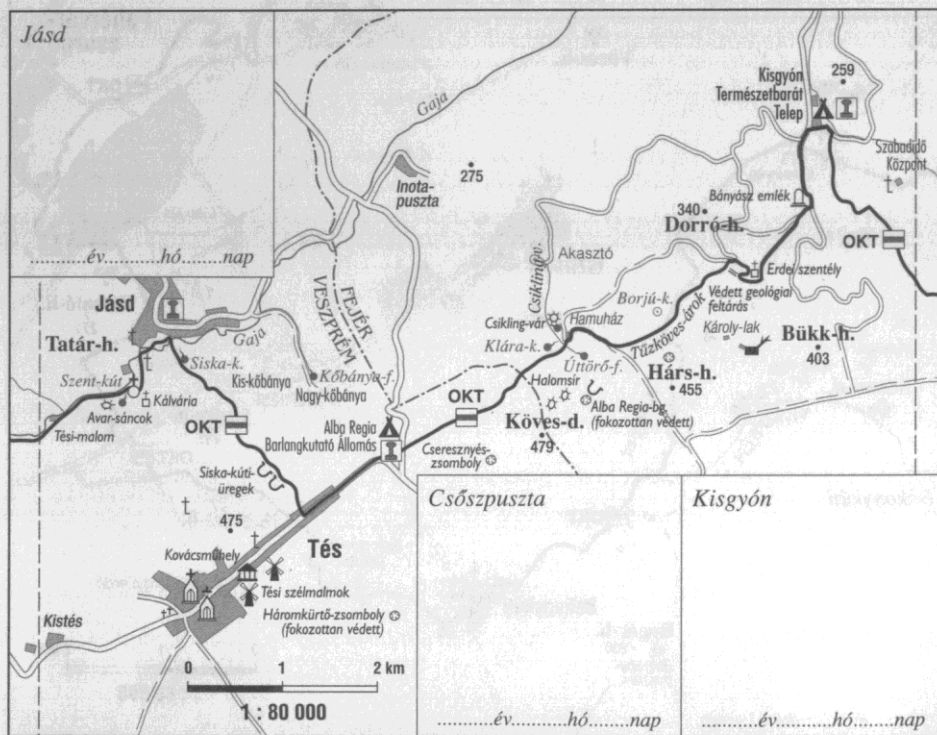 Jásd
..........év..........hó........nap
Gaja
Kisgyón
Természetbarát
Telep
259
Szabadidő
Központ
275
Inota-
puszta
Bányász emlék
340
Dorró-h.
OKT
Akasztó
Csiklingv.
Erdei szentély
Védett geológiai
feltárás
FEJÉR
VESZPRÉM
Borjú-k.
Tűzköves-árok
Károly-lak
Bükk-h.
403
Jásd
Tatár-h.
Gaja
Siska-k.
Csikling-vár
Hamuház
Klára-k.
Úttörő-f.
Hárs-h.
455
Szent-kút
Kálvária
Avar-sáncok
Tési-malom
Kis-kőbánya
Kőbánya-f.
Nagy-kőbánya
Halomsír
Alba Regia-bg.
(fokozottan védett)
OKT
OKT
Köves-d.
479
Alba Regia
Barlangkutató Állomás
Cseresznyés-
zsomboly
Siska-kúti-
üregek
475
Tés
Kovácsműhely
Tési szélmalmok
Háromkürtő-zsomboly
(fokozottan védett)
Kistés
0 1 2 km
1 : 80 000
Csőszpuszta
..........év..........hó........nap
Kisgyón
..........év..........hó........nap